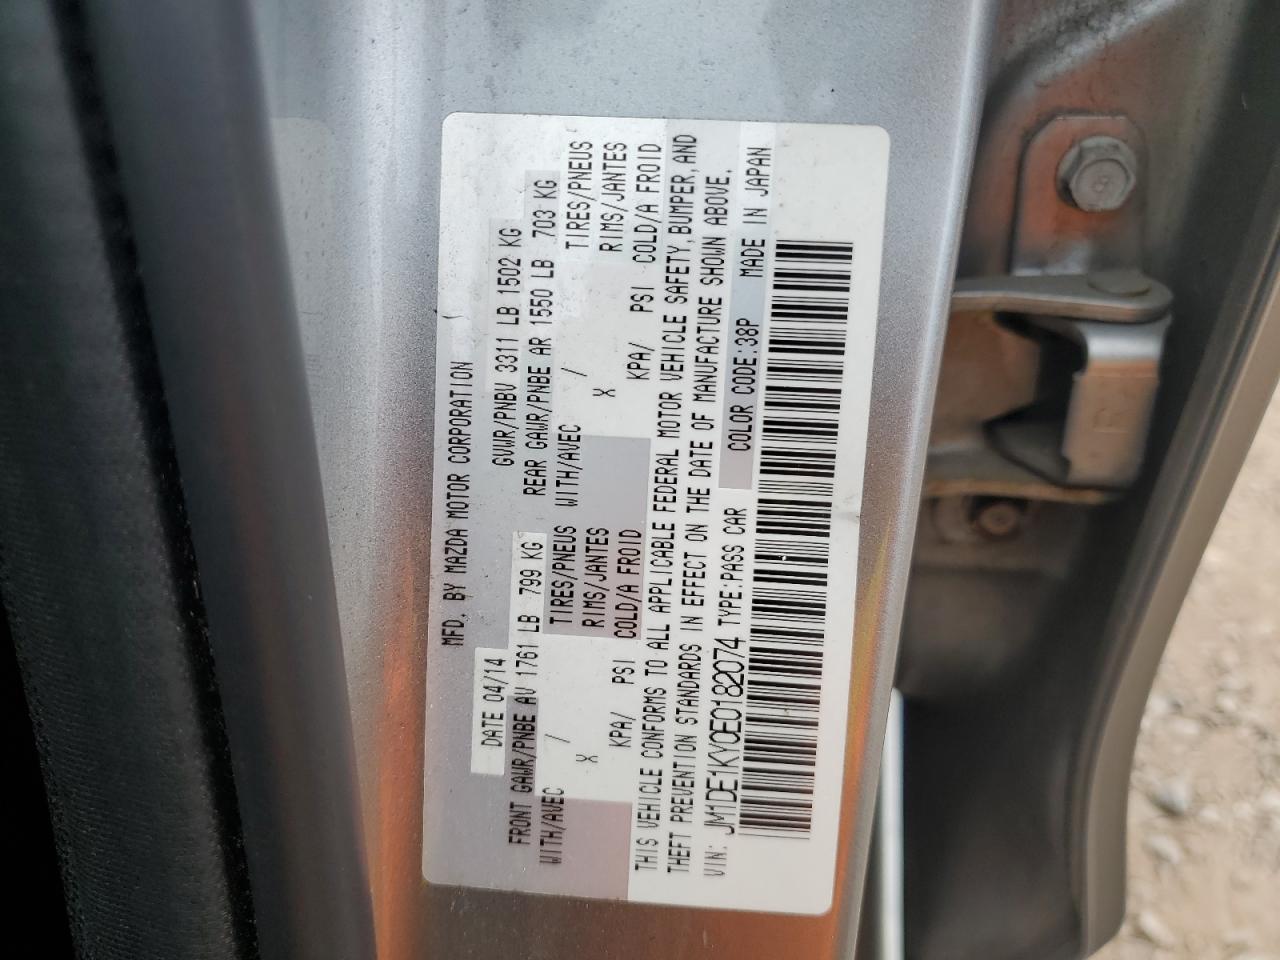 MFD. BY MAZDA MOTOR CORPORATION
DATE 04/14 GVWR/PNBV 3311 LB 1502 KG
FRONT GAWR/PNBE AV 1761 LB 799 KG REAR GAWR/PNBE AR 1550 LB 703 KG
WITH/AVEC / TIRES/PNEUS WITH/AVEC / TIRES/PNEUS
X RIMS/JANTES X RIMS/JANTES
KPA/ PSI COLD/A FROID KPA/ PSI COLD/A FROID
THIS VEHICLE CONFORMS TO ALL APPLICABLE FEDERAL MOTOR VEHICLE SAFETY, BUMPER, AND
THEFT PREVENTION STANDARDS IN EFFECT ON THE DATE OF MANUFACTURE SHOWN ABOVE.
VIN: JM1DE1KY0E0182074 TYPE:PASS CAR COLOR CODE:38P MADE IN JAPAN
8